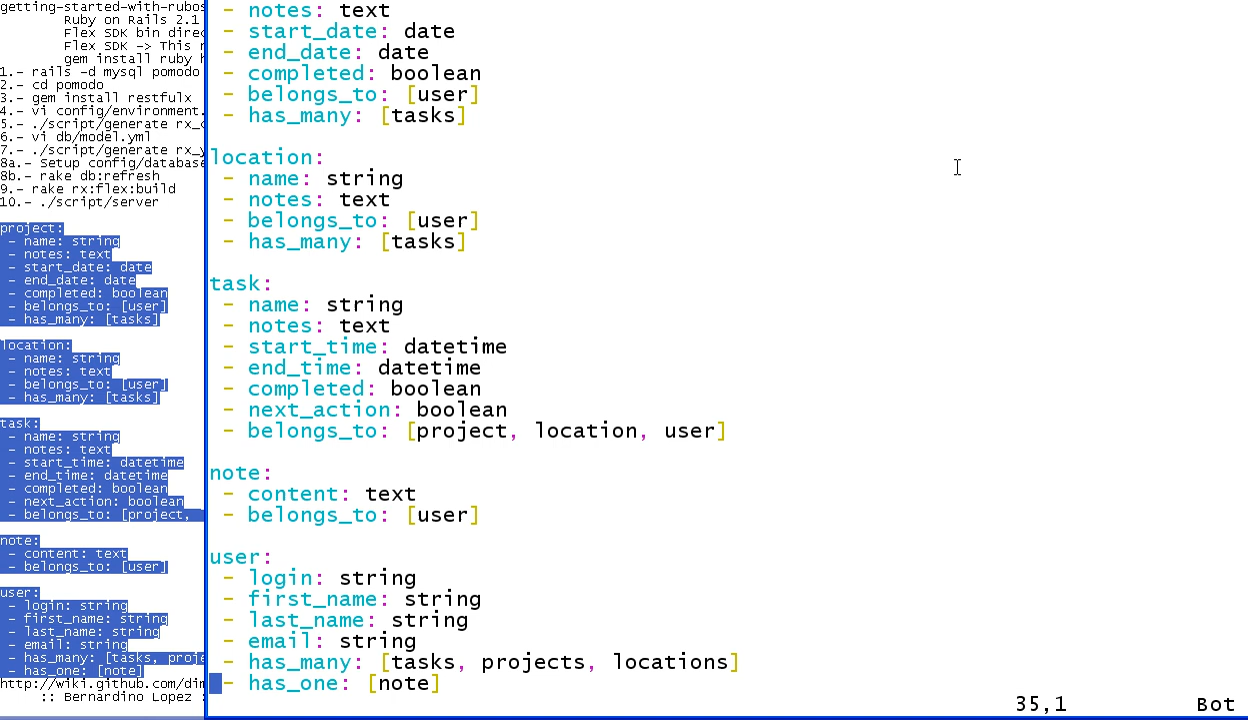 getting-started-with-rubos
Ruby on Rails 2.1
Flex SDK bin direc
Flex SDK -> This
gem install ruby
1.- rails -d mysql pomodo
2.- cd pomodo
3.- gem install restfulx
4.- vi config/environment.
5.- ./script/generate rx_
6.- vi db/model.yml
7.- ./script/generate rx_y
8a.- Setup config/database
8b.- rake db:refresh
9.- rake rx:flex:build
10.- ./script/server
project:
- name: string
- notes: text
- start_date: date
- end_date: date
- completed: boolean
- belongs_to: [user]
- has_many: [tasks]
location:
- name: string
- notes: text
- belongs_to: [user]
- has_many: [tasks]
task:
- name: string
- notes: text
- start_time: datetime
- end_time: datetime
- completed: boolean
- next_action: boolean
- belongs_to: [project,
note:
- content: text
- belongs_to: [user]
user:
- login: string
- first_name: string
- last_name: string
- email: string
- has_many: [tasks, proje
- has_one: [note]
http://wiki.github.com/dim
:: Bernardino Lopez :
- notes: text
- start_date: date
- end_date: date
- completed: boolean
- belongs_to: [user]
- has_many: [tasks]
location:
- name: string
- notes: text
- belongs_to: [user]
- has_many: [tasks]
task:
- name: string
- notes: text
- start_time: datetime
- end_time: datetime
- completed: boolean
- next_action: boolean
- belongs_to: [project, location, user]
note:
- content: text
- belongs_to: [user]
user:
- login: string
- first_name: string
- last_name: string
- email: string
- has_many: [tasks, projects, locations]
- has_one: [note]
35,1 Bot